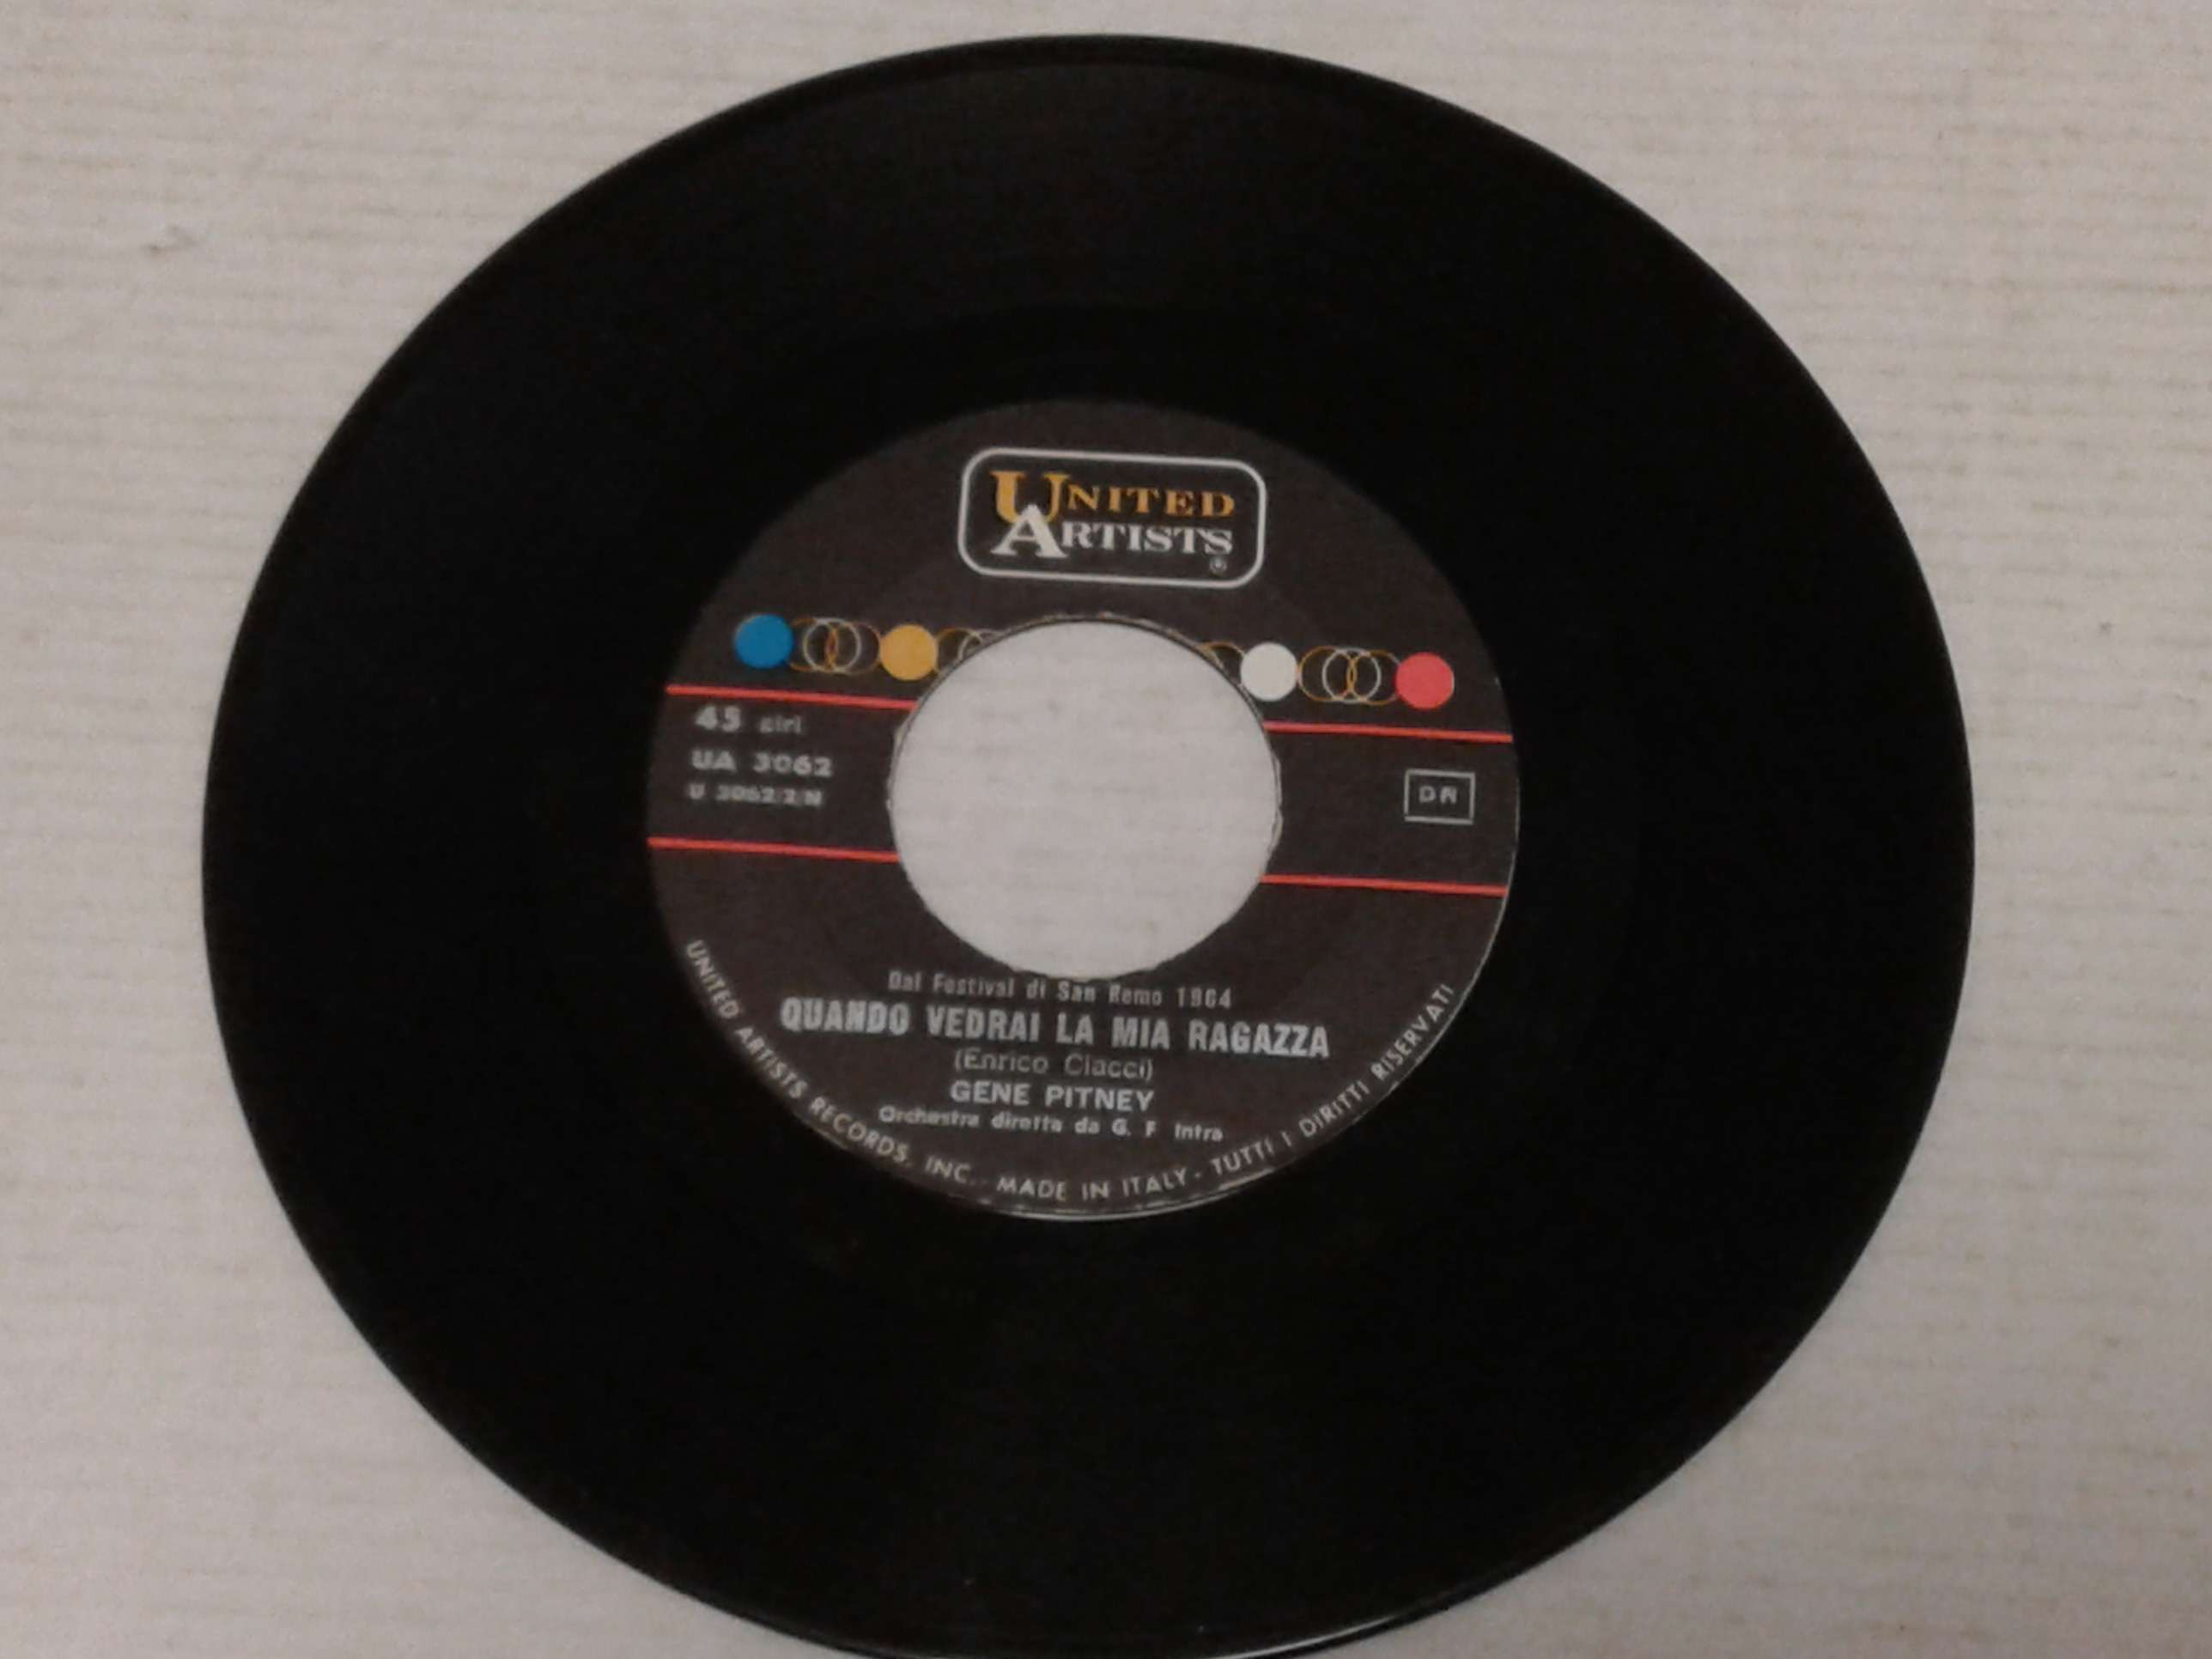 UNITED
ARTISTS
®
45 giri
UA 3062
U 3062/2/N
DR
Dal Festival di San Remo 1964
QUANDO VEDRAI LA MIA RAGAZZA
(Enrico Ciacci)
GENE PITNEY
Orchestra diretta da G. F Intra
UNITED ARTISTS RECORDS, INC. MADE IN ITALY - TUTTI I DIRITTI RISERVATI